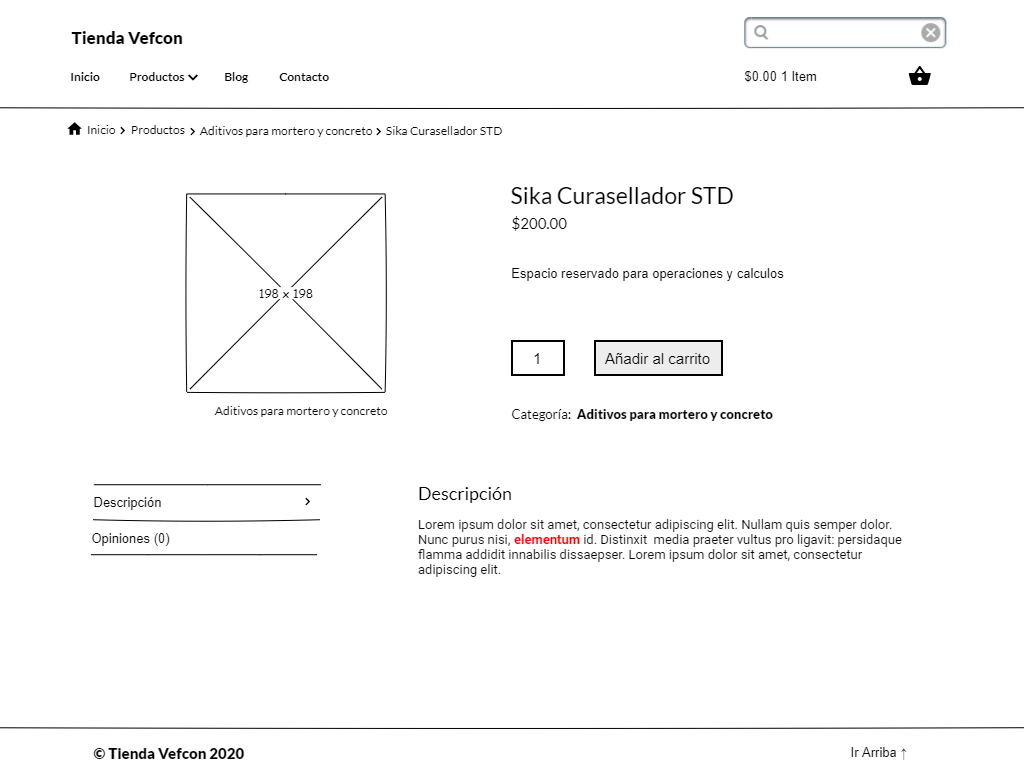 Tienda Vefcon
Inicio Productos Blog Contacto
$0.00 1 Item
Inicio Productos Aditivos para mortero y concreto Sika Curasellador STD
198 x 198
Aditivos para mortero y concreto
Sika Curasellador STD
$200.00
Espacio reservado para operaciones y calculos
1 Añadir al carrito
Categoría: Aditivos para mortero y concreto
Descripción
Opiniones (0)
Descripción
Lorem ipsum dolor sit amet, consectetur adipiscing elit. Nullam quis semper dolor.
Nunc purus nisi, elementum id. Distinxit media praeter vultus pro ligavit: persidaque
flamma addidit innabilis dissaepser. Lorem ipsum dolor sit amet, consectetur
adipiscing elit.
© Tienda Vefcon 2020
Ir Arriba ↑